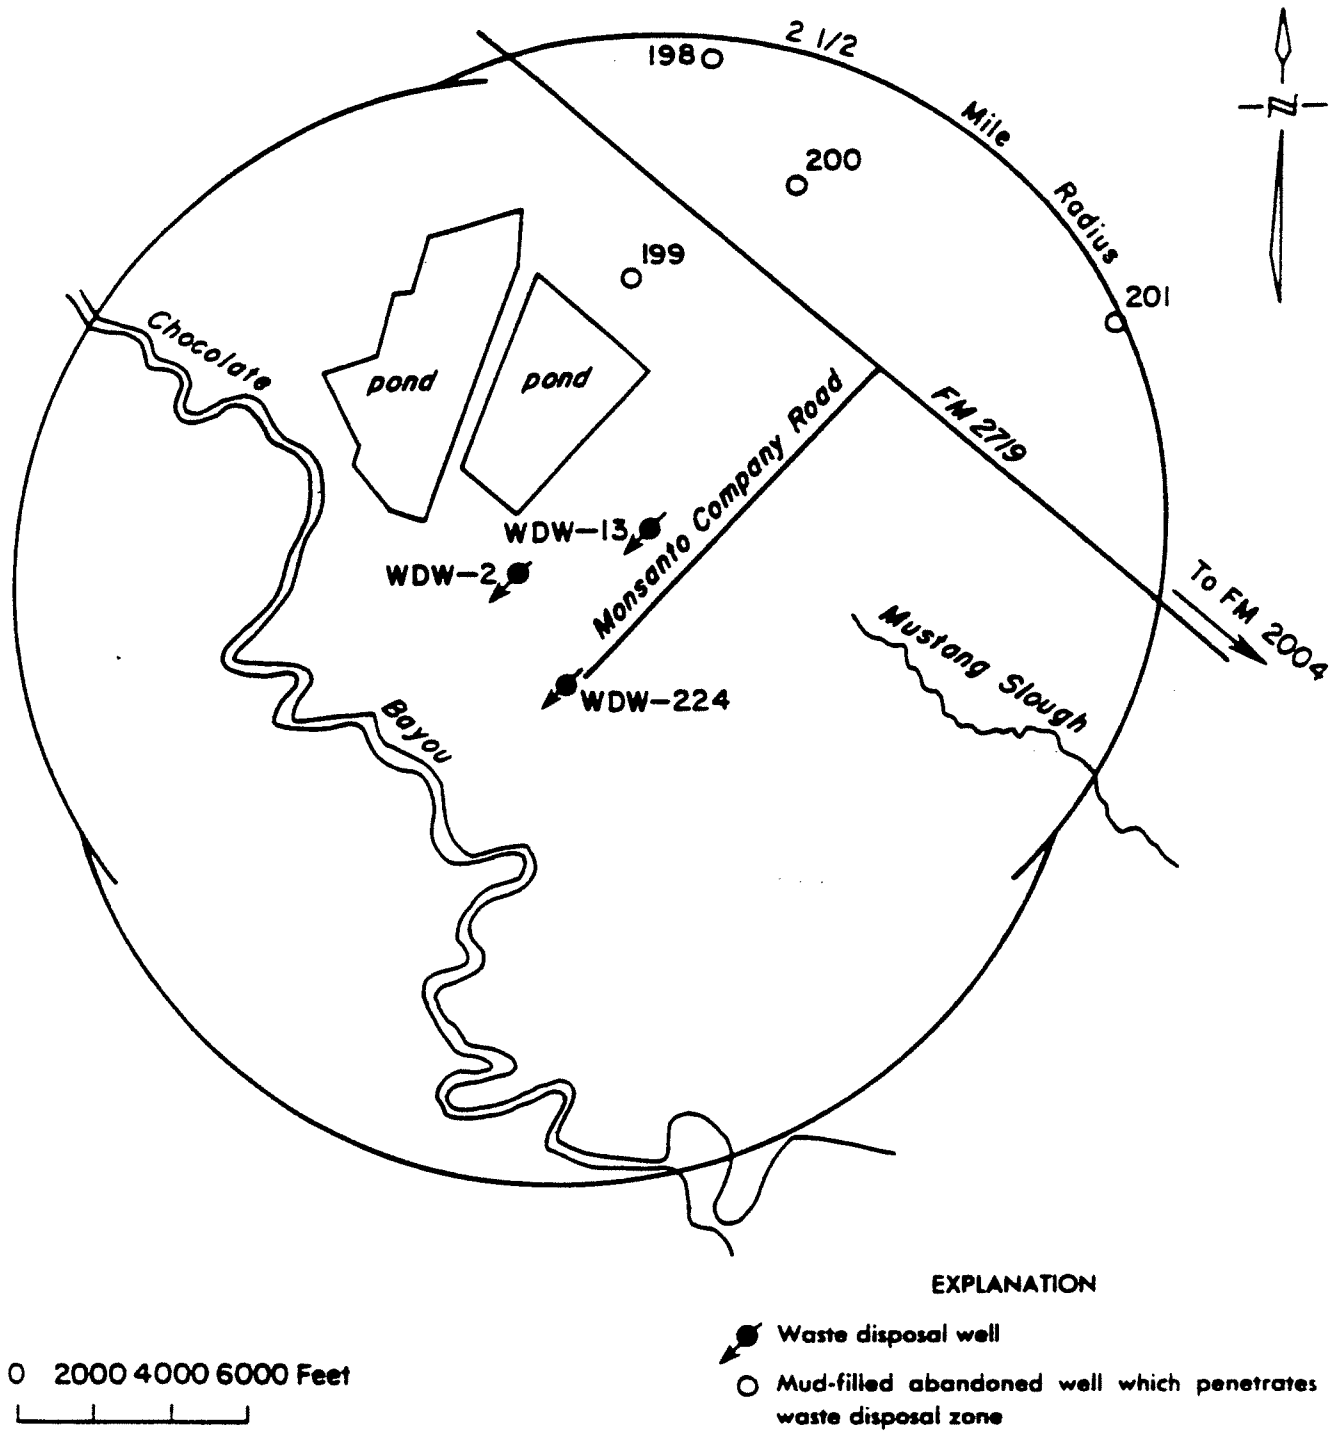 2 1/2
Mile
Radius
N
198
200
199
201
Chocolate
pond
pond
Monsanto Company Road
FM 2719
WDW-13
WDW-2
To FM 2004
Mustang Slough
WDW-224
Bayou
EXPLANATION
Waste disposal well
Mud-filled abandoned well which penetrates
waste disposal zone
0 2000 4000 6000 Feet